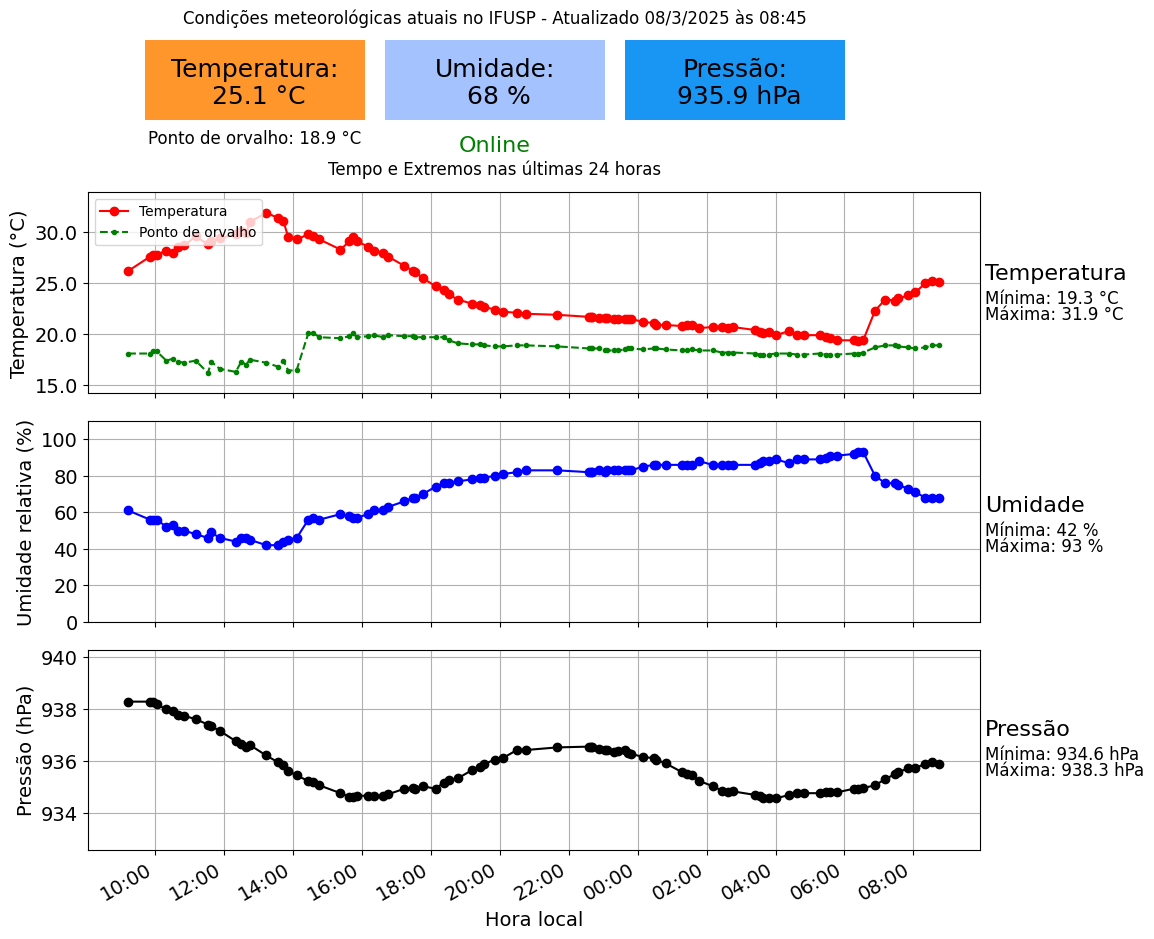 Condições meteorológicas atuais no IFUSP - Atualizado 08/3/2025 às 08:45
Temperatura:
25.1 °C
Umidade:
68 %
Pressão:
935.9 hPa
Ponto de orvalho: 18.9 °C
Online
Tempo e Extremos nas últimas 24 horas
Temperatura (°C)
30.0
25.0
20.0
15.0
Temperatura
Ponto de orvalho
Temperatura
Mínima: 19.3 °C
Máxima: 31.9 °C
Umidade relativa (%)
100
80
60
40
20
0
Umidade
Mínima: 42 %
Máxima: 93 %
Pressão (hPa)
940
938
936
934
Pressão
Mínima: 934.6 hPa
Máxima: 938.3 hPa
10:00 12:00 14:00 16:00 18:00 20:00 22:00 00:00 02:00 04:00 06:00 08:00
Hora local